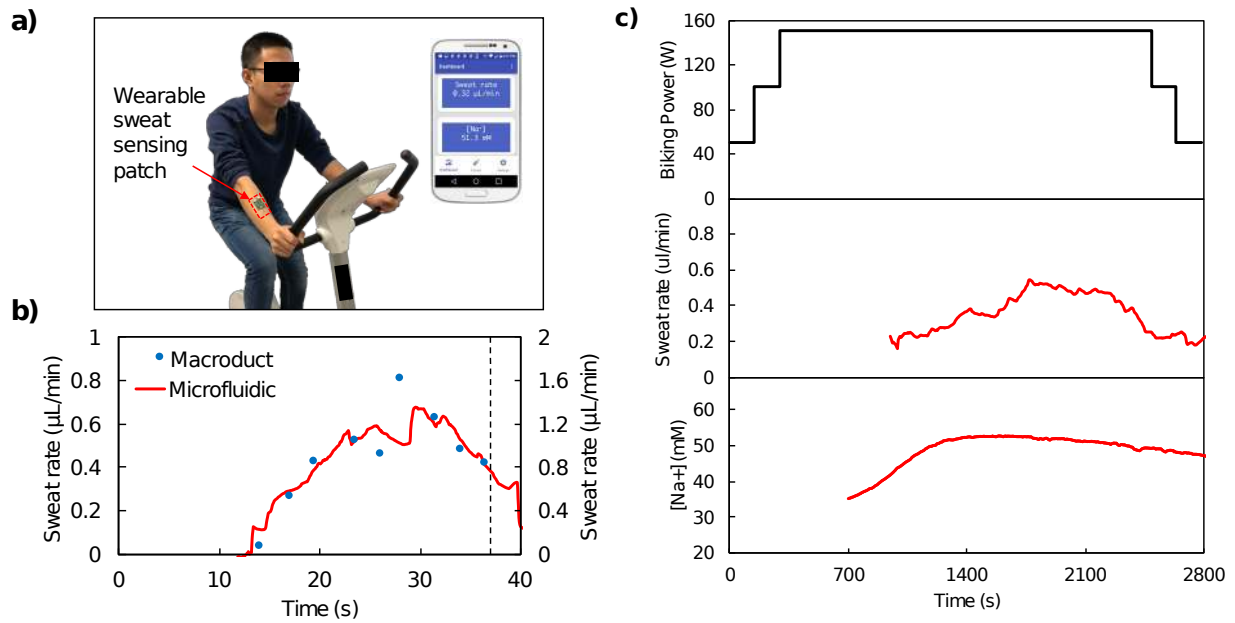 a)
Wearable
sweat
sensing
patch
Dashboard
Sweat rate
0.32 μL/min
[Na+]
51.3 mM
b)
Sweat rate (μL/min)
1
0.8
0.6
0.4
0.2
0
Macroduct
Microfluidic
2
1.6
1.2
0.8
0.4
0
Sweat rate (μL/min)
0
10
20
30
40
Time (s)
c)
Biking Power (W)
160
120
80
40
0
Sweat rate (ul/min)
0.8
0.6
0.4
0.2
0
[Na+] (mM)
60
50
40
30
20
0
700
1400
2100
2800
Time (s)